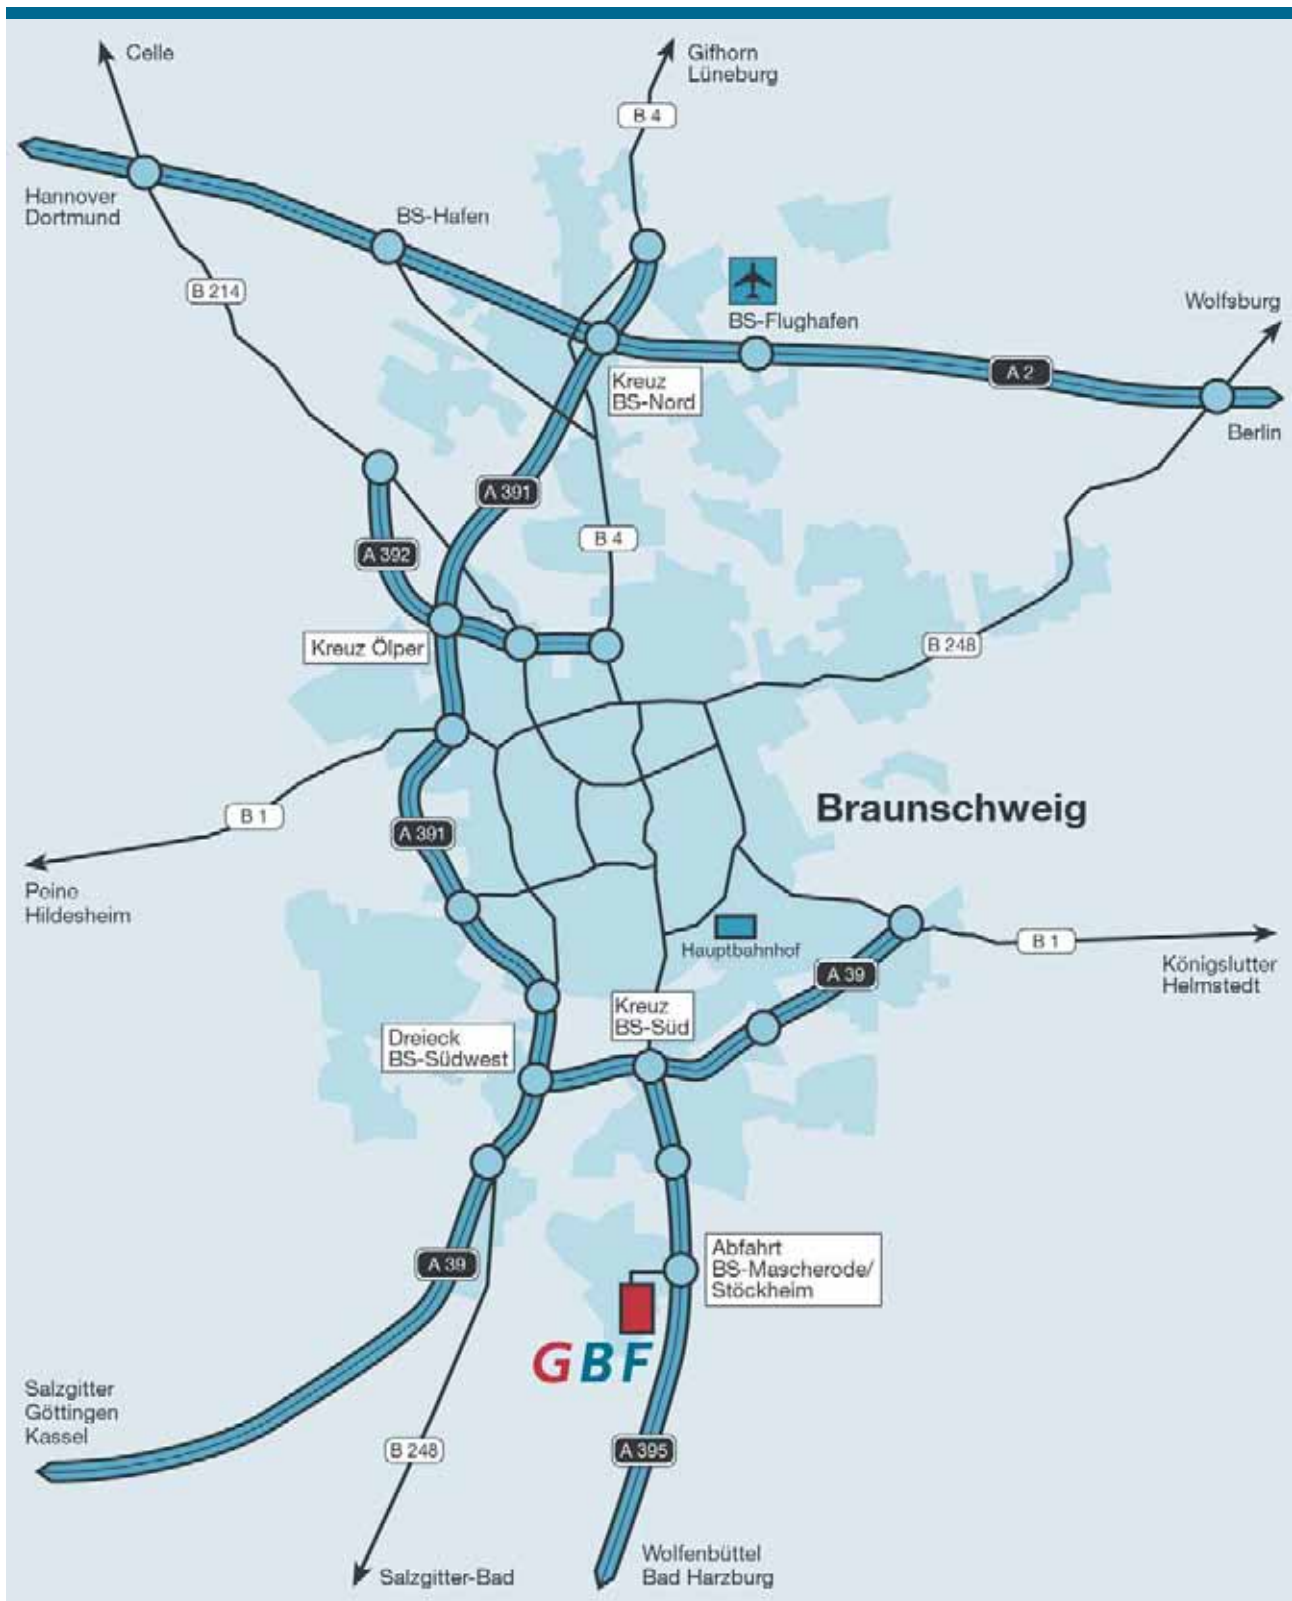 Celle
Gifhorn
Lüneburg
B 4
Hannover
Dortmund
BS-Hafen
B 214
BS-Flughafen
Wolfsburg
A 2
Kreuz
BS-Nord
Berlin
A 391
B 4
A 392
Kreuz Ölper
B 248
Braunschweig
B 1
A 391
Peine
Hildesheim
Hauptbahnhof
B 1
A 39
Königslutter
Helmstedt
Kreuz
BS-Süd
Dreieck
BS-Südwest
Abfahrt
BS-Mascherode/
Stöckheim
A 39
GBF
Salzgitter
Göttingen
Kassel
B 248
A 395
Wolfenbüttel
Bad Harzburg
Salzgitter-Bad